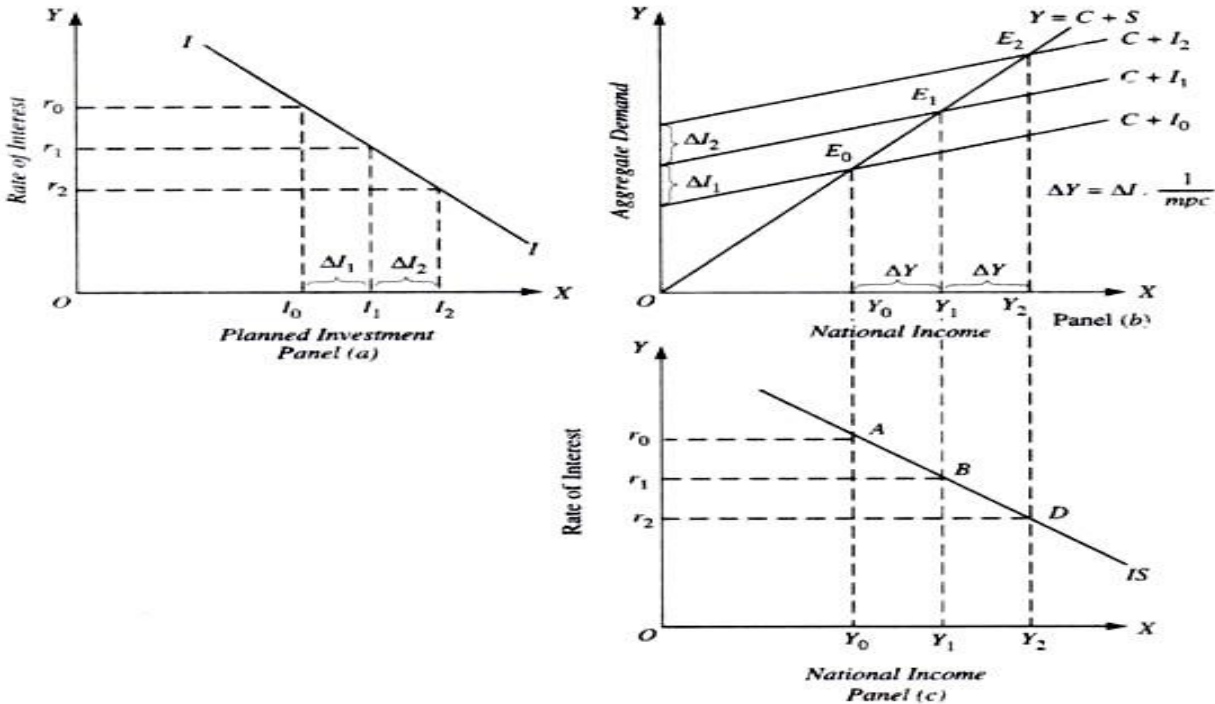 Y
I
Rate of Interest
r₀
r₁
r₂
ΔI₁
ΔI₂
I
O
I₀
I₁
I₂
X
Planned Investment
Panel (a)
Y
Y = C + S
E₂
C + I₂
Aggregate Demand
E₁
C + I₁
ΔI₂
E₀
C + I₀
ΔI₁
ΔY = ΔI . 1/mpc
ΔY
ΔY
O
Y₀
Y₁
Y₂
X
National Income
Panel (b)
Y
Rate of Interest
r₀
A
r₁
B
r₂
D
IS
O
Y₀
Y₁
Y₂
X
National Income
Panel (c)